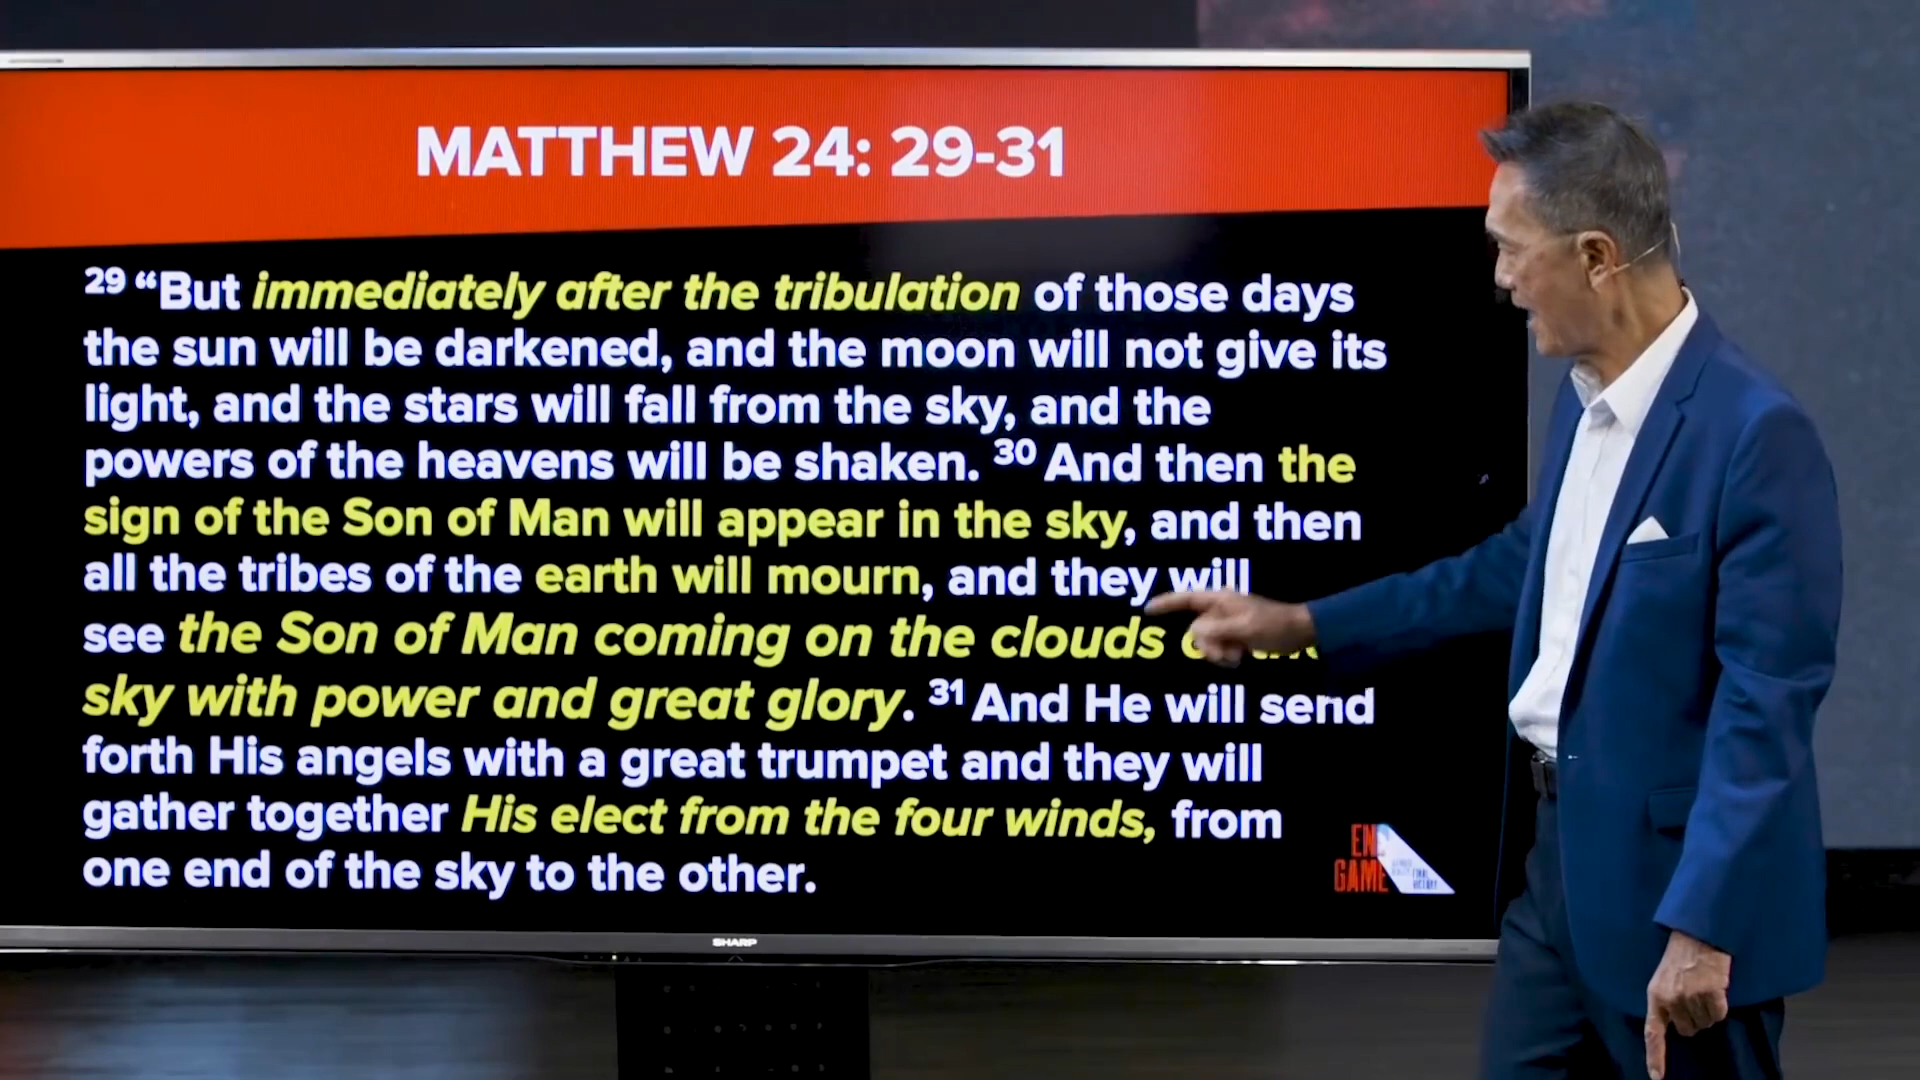 MATTHEW 24: 29-31
29 “But immediately after the tribulation of those days
the sun will be darkened, and the moon will not give its
light, and the stars will fall from the sky, and the
powers of the heavens will be shaken. 30 And then the
sign of the Son of Man will appear in the sky, and then
all the tribes of the earth will mourn, and they will
see the Son of Man coming on the clouds
sky with power and great glory. 31 And He will send
forth His angels with a great trumpet and they will
gather together His elect from the four winds, from
one end of the sky to the other.
GAME
SHARP